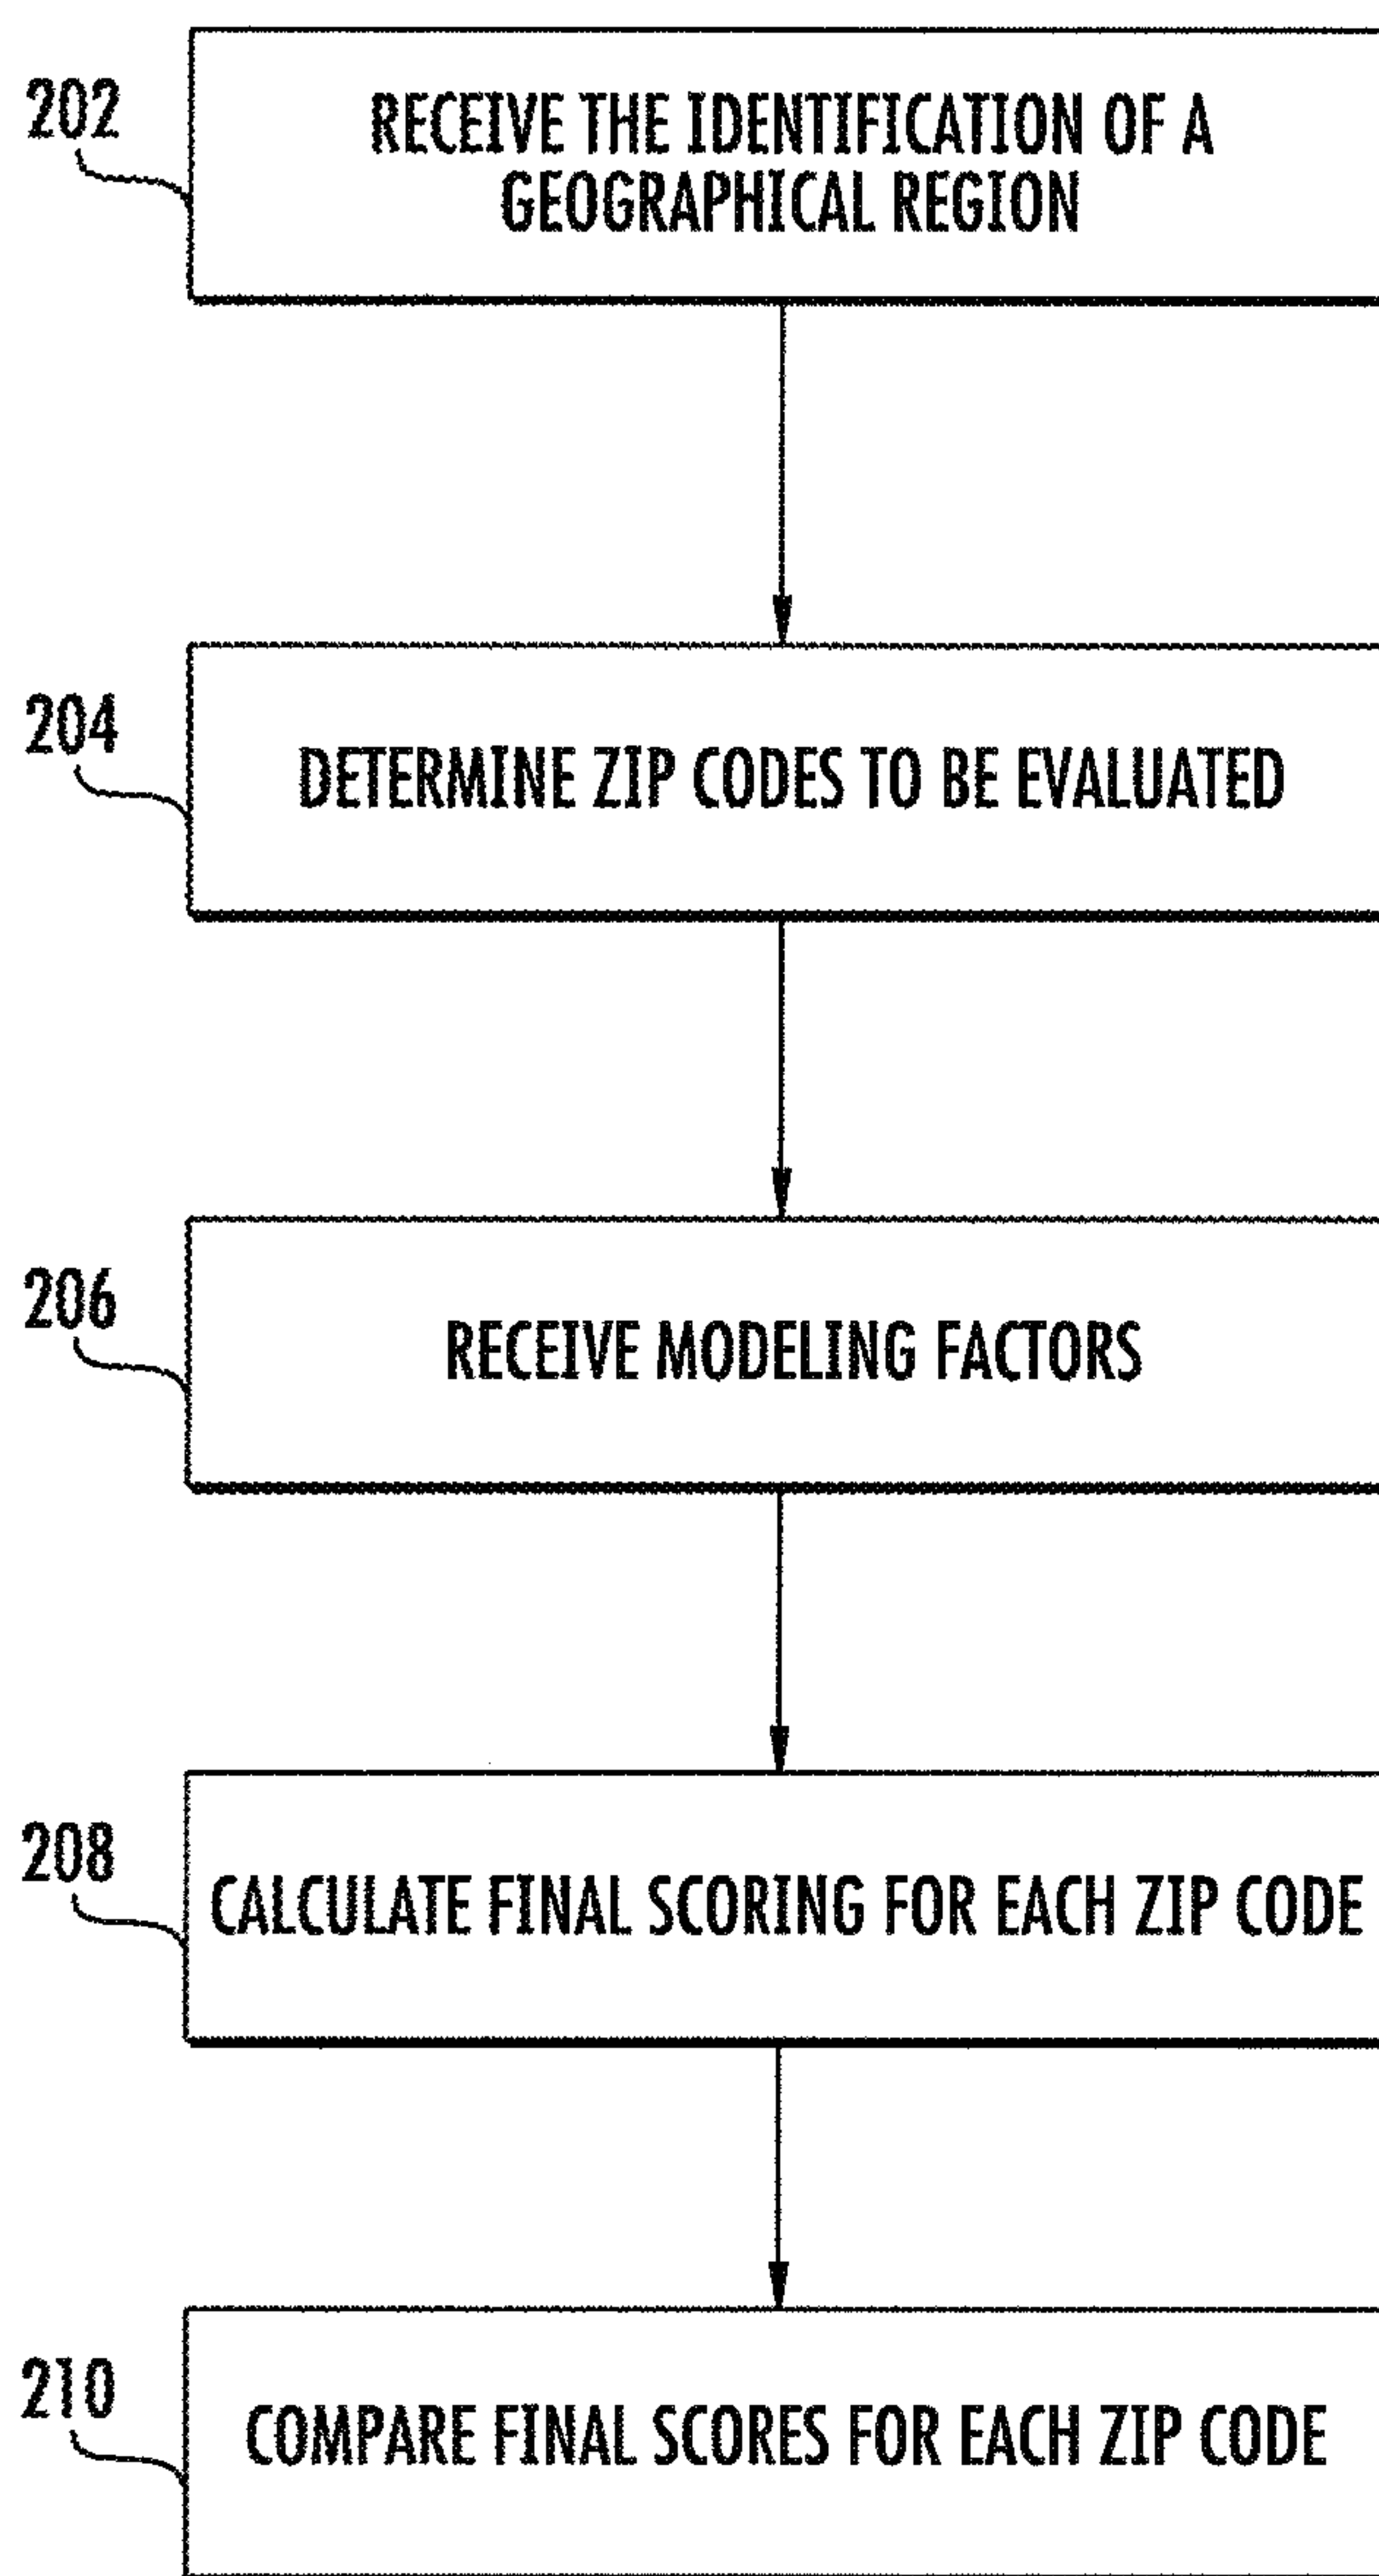 202
RECEIVE THE IDENTIFICATION OF A
GEOGRAPHICAL REGION
204
DETERMINE ZIP CODES TO BE EVALUATED
206
RECEIVE MODELING FACTORS
208
CALCULATE FINAL SCORING FOR EACH ZIP CODE
210
COMPARE FINAL SCORES FOR EACH ZIP CODE